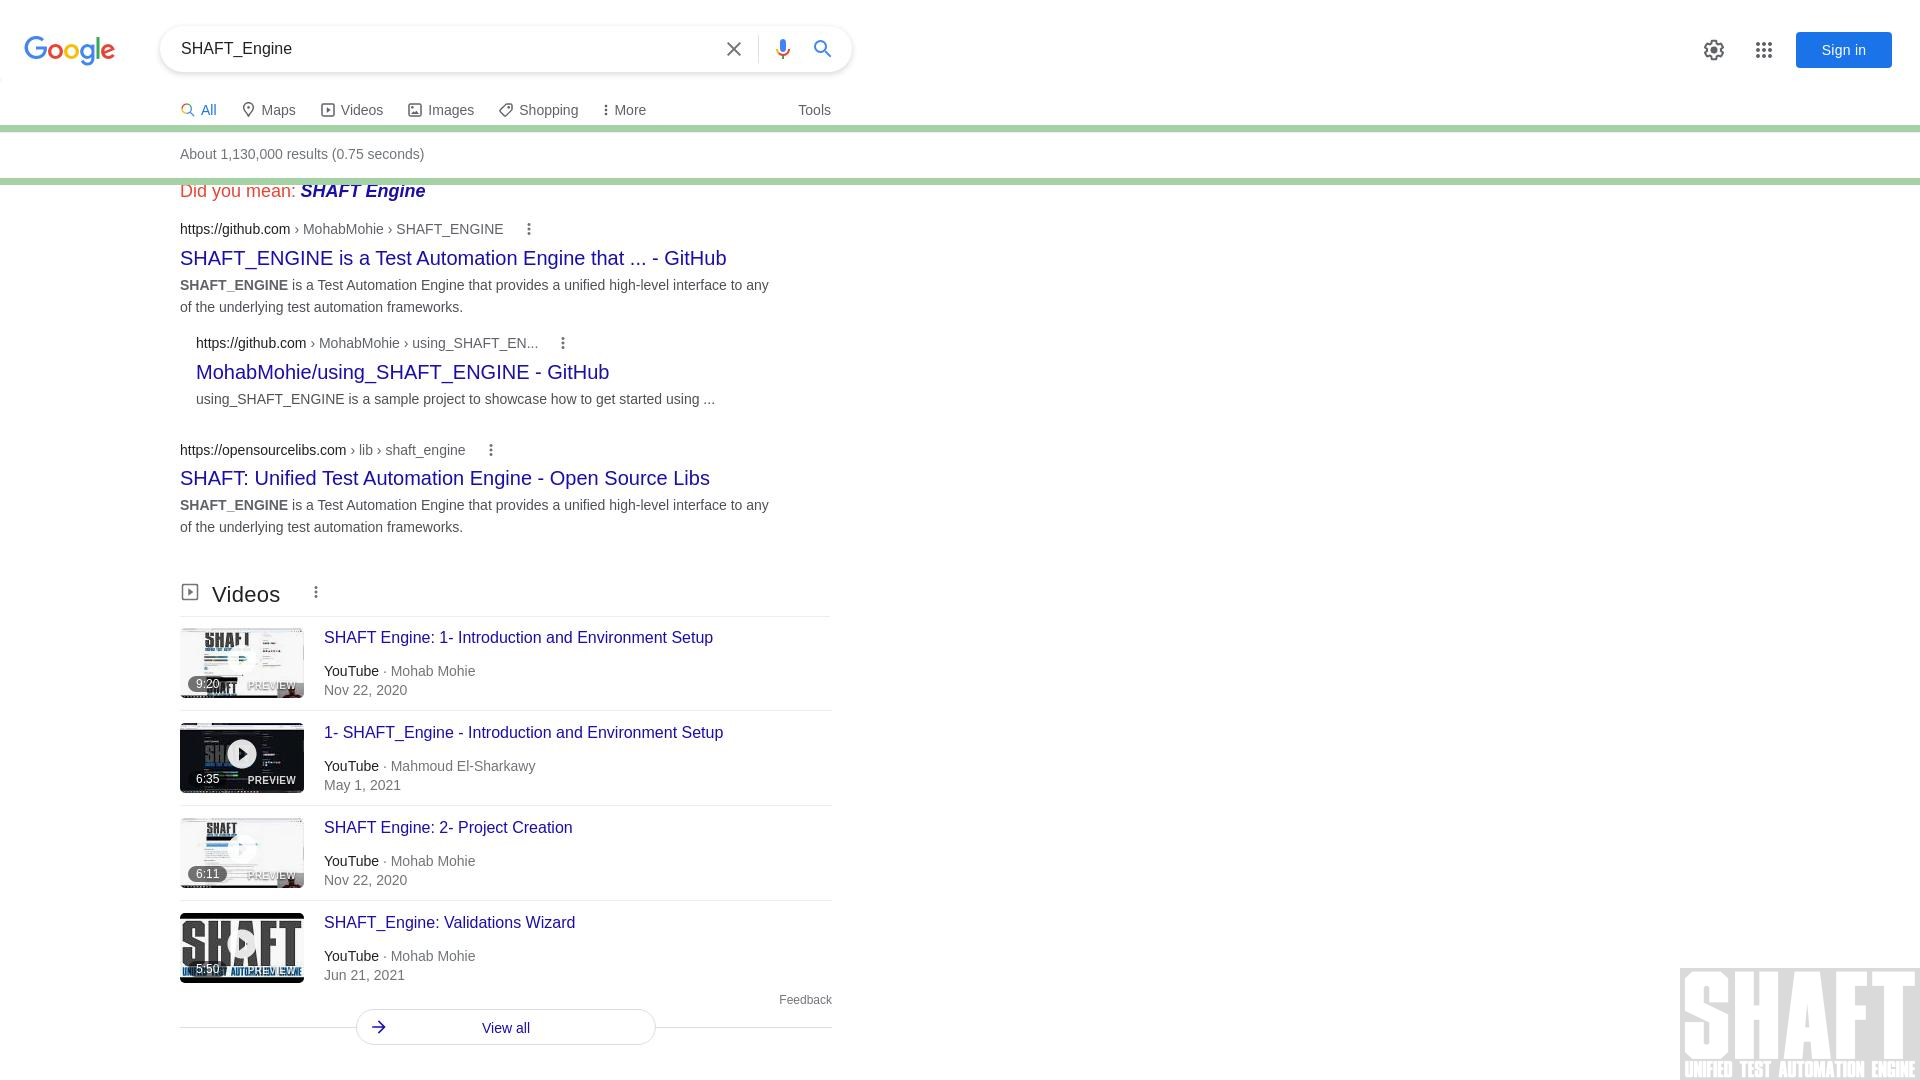 Google
SHAFT_Engine
Sign in
All
Maps
Videos
Images
Shopping
More
Tools
About 1,130,000 results (0.75 seconds)
Did you mean: SHAFT Engine
https://github.com › MohabMohie › SHAFT_ENGINE
SHAFT_ENGINE is a Test Automation Engine that ... - GitHub
SHAFT_ENGINE is a Test Automation Engine that provides a unified high-level interface to any
of the underlying test automation frameworks.
https://github.com › MohabMohie › using_SHAFT_EN...
MohabMohie/using_SHAFT_ENGINE - GitHub
using_SHAFT_ENGINE is a sample project to showcase how to get started using ...
https://opensourcelibs.com › lib › shaft_engine
SHAFT: Unified Test Automation Engine - Open Source Libs
SHAFT_ENGINE is a Test Automation Engine that provides a unified high-level interface to any
of the underlying test automation frameworks.
Videos
SHAFT
9:20
PREVIEW
SHAFT Engine: 1- Introduction and Environment Setup
YouTube · Mohab Mohie
Nov 22, 2020
6:35
PREVIEW
1- SHAFT_Engine - Introduction and Environment Setup
YouTube · Mahmoud El-Sharkawy
May 1, 2021
SHAFT
6:11
PREVIEW
SHAFT Engine: 2- Project Creation
YouTube · Mohab Mohie
Nov 22, 2020
SHAFT
UNIFIED TEST AUTOMATION ENGINE
5:50
PREVIEW
SHAFT_Engine: Validations Wizard
YouTube · Mohab Mohie
Jun 21, 2021
Feedback
View all
SHAFT
UNIFIED TEST AUTOMATION ENGINE